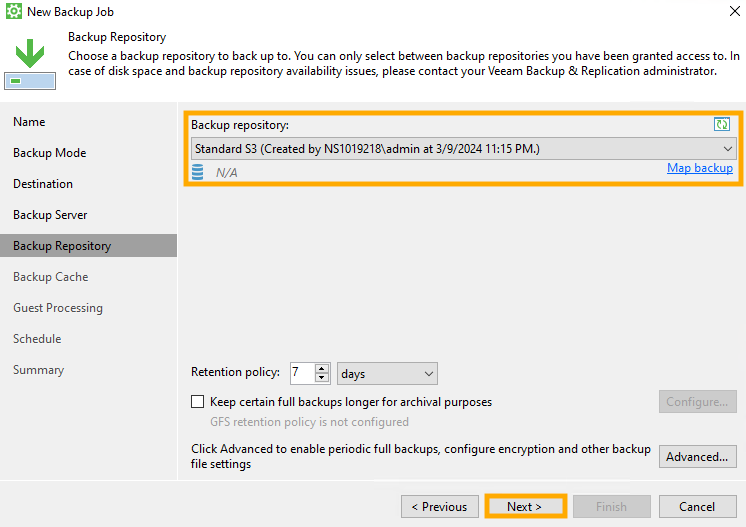 New Backup Job
Backup Repository
Choose a backup repository to back up to. You can only select between backup repositories you have been granted access to. In
case of disk space and backup repository availability issues, please contact your Veeam Backup & Replication administrator.
Name
Backup Mode
Destination
Backup Server
Backup Repository
Backup Cache
Guest Processing
Schedule
Summary
Backup repository:
Standard S3 (Created by NS1019218\admin at 3/9/2024 11:15 PM.)
N/A
Map backup
Retention policy: 7 days
Keep certain full backups longer for archival purposes
Configure...
GFS retention policy is not configured
Click Advanced to enable periodic full backups, configure encryption and other backup
file settings
Advanced...
< Previous
Next >
Finish
Cancel